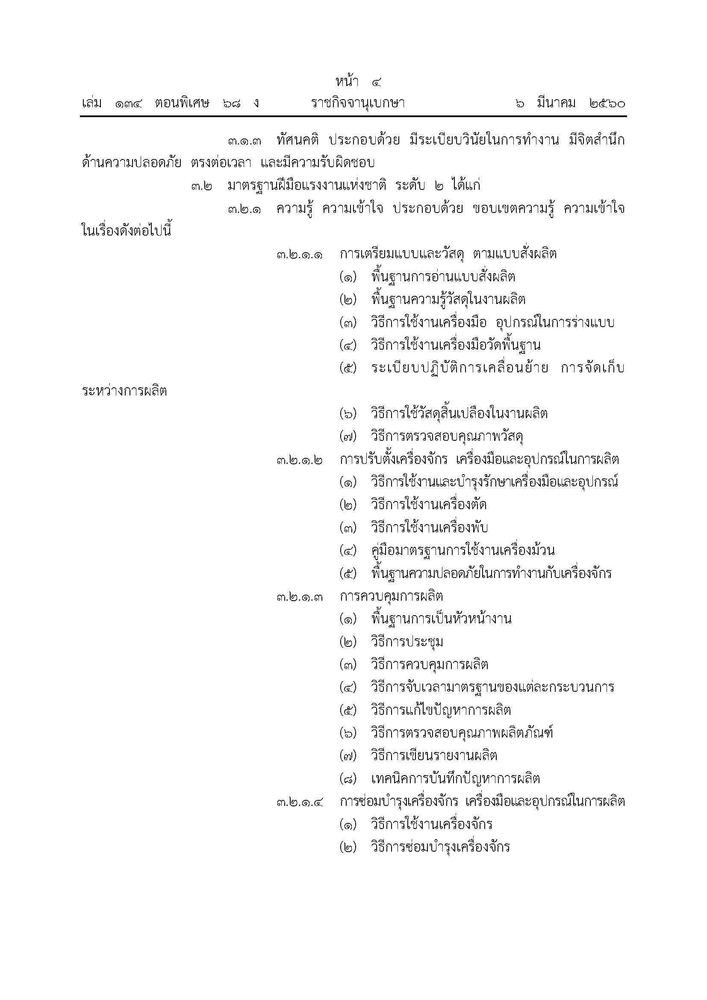 หน้า ๔
เล่ม ๑๓๔ ตอนพิเศษ ๖๘ ง ราชกิจจานุเบกษา ๖ มีนาคม ๒๕๖๐
๓.๑.๓ ทัศนคติ ประกอบด้วย มีระเบียบวินัยในการทำงาน มีจิตสำนึก
ด้านความปลอดภัย ตรงต่อเวลา และมีความรับผิดชอบ
๓.๒ มาตรฐานฝีมือแรงงานแห่งชาติ ระดับ ๒ ได้แก่
๓.๒.๑ ความรู้ ความเข้าใจ ประกอบด้วย ขอบเขตความรู้ ความเข้าใจ
ในเรื่องดังต่อไปนี้
๓.๒.๑.๑ การเตรียมแบบและวัสดุ ตามแบบสั่งผลิต
(๑) พื้นฐานการอ่านแบบสั่งผลิต
(๒) พื้นฐานความรู้วัสดุในงานผลิต
(๓) วิธีการใช้งานเครื่องมือ อุปกรณ์ในการร่างแบบ
(๔) วิธีการใช้งานเครื่องมือวัดพื้นฐาน
(๕) ระเบียบปฏิบัติการเคลื่อนย้าย การจัดเก็บ
ระหว่างการผลิต
(๖) วิธีการใช้วัสดุสิ้นเปลืองในงานผลิต
(๗) วิธีการตรวจสอบคุณภาพวัสดุ
๓.๒.๑.๒ การปรับตั้งเครื่องจักร เครื่องมือและอุปกรณ์ในการผลิต
(๑) วิธีการใช้งานและบำรุงรักษาเครื่องมือและอุปกรณ์
(๒) วิธีการใช้งานเครื่องตัด
(๓) วิธีการใช้งานเครื่องพับ
(๔) คู่มือมาตรฐานการใช้งานเครื่องม้วน
(๕) พื้นฐานความปลอดภัยในการทำงานกับเครื่องจักร
๓.๒.๑.๓ การควบคุมการผลิต
(๑) พื้นฐานการเป็นหัวหน้างาน
(๒) วิธีการประชุม
(๓) วิธีการควบคุมการผลิต
(๔) วิธีการจับเวลามาตรฐานของแต่ละกระบวนการ
(๕) วิธีการแก้ไขปัญหาการผลิต
(๖) วิธีการตรวจสอบคุณภาพผลิตภัณฑ์
(๗) วิธีการเขียนรายงานผลิต
(๘) เทคนิคการบันทึกปัญหาการผลิต
๓.๒.๑.๔ การซ่อมบำรุงเครื่องจักร เครื่องมือและอุปกรณ์ในการผลิต
(๑) วิธีการใช้งานเครื่องจักร
(๒) วิธีการซ่อมบำรุงเครื่องจักร